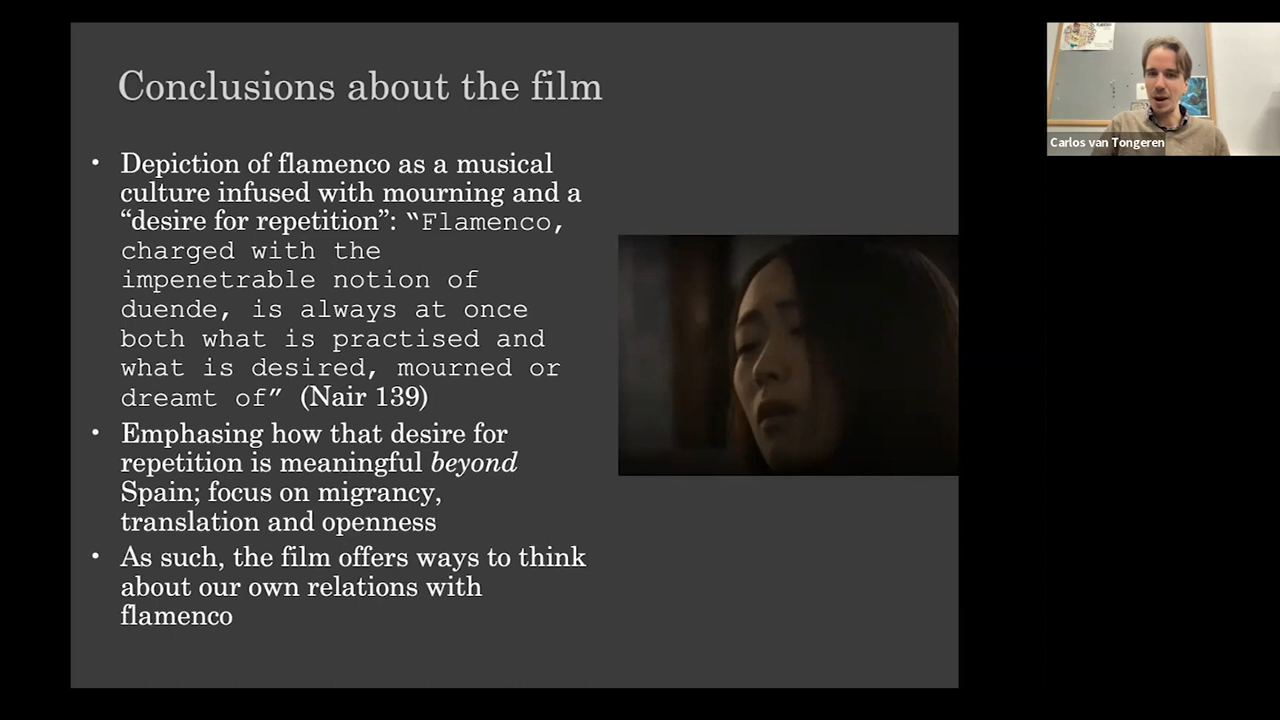 Conclusions about the film
• Depiction of flamenco as a musical
culture infused with mourning and a
“desire for repetition”: “Flamenco,
charged with the
impenetrable notion of
duende, is always at once
both what is practised and
what is desired, mourned or
dreamt of” (Nair 139)
• Emphasing how that desire for
repetition is meaningful beyond
Spain; focus on migrancy,
translation and openness
• As such, the film offers ways to think
about our own relations with
flamenco
Carlos van Tongeren